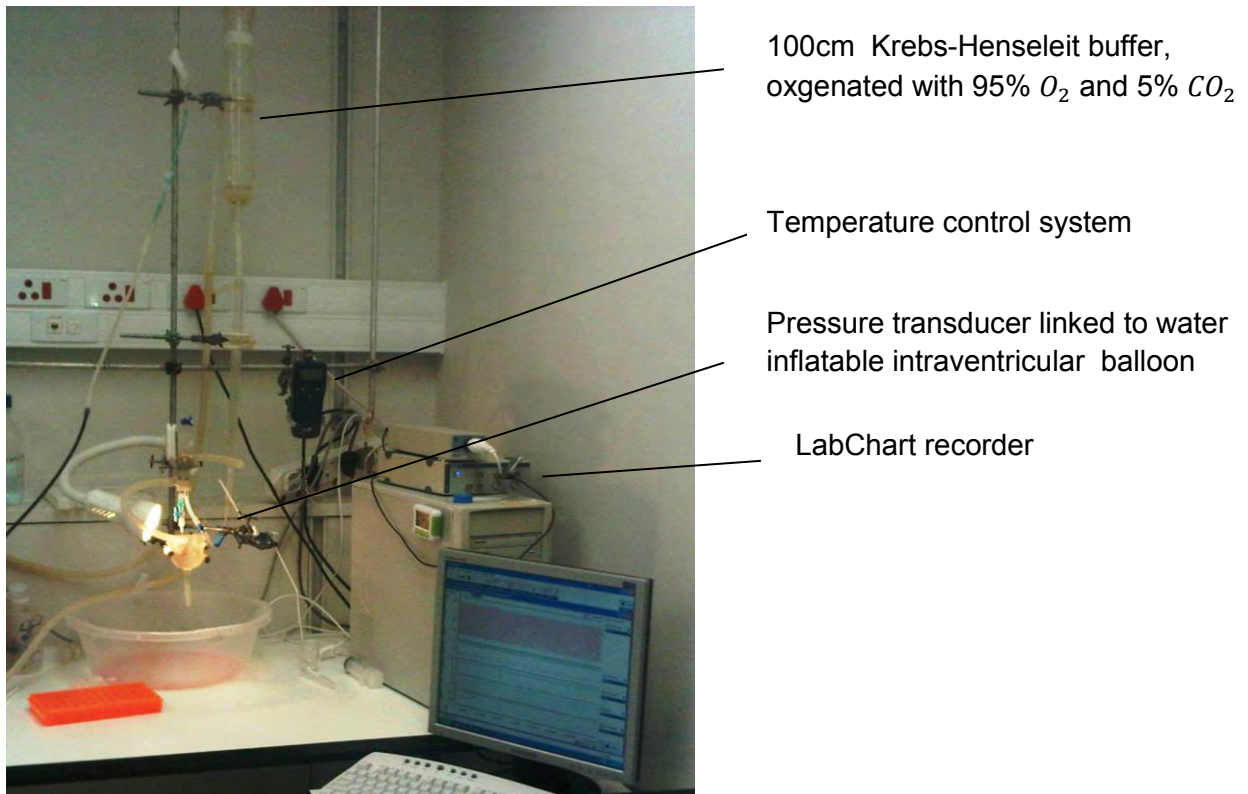 100cm Krebs-Henseleit buffer,
oxgenated with 95% O₂ and 5% CO₂
Temperature control system
Pressure transducer linked to water
inflatable intraventricular balloon
LabChart recorder